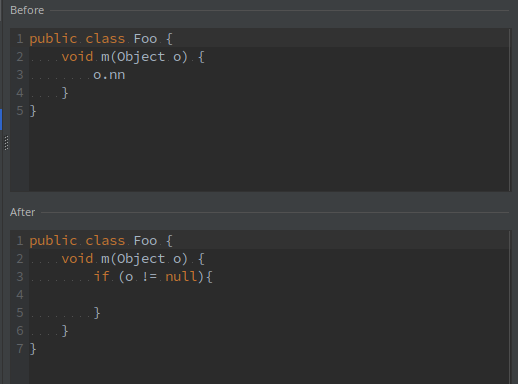 Before
1 public class Foo {
2     void m(Object o) {
3         o.nn
4     }
5 }
After
1 public class Foo {
2     void m(Object o) {
3         if (o != null){
4
5         }
6     }
7 }